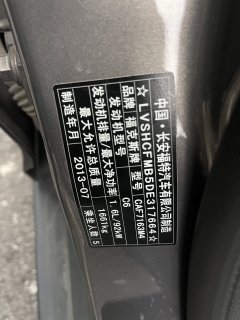 中国·长安福特汽车有限公司制造
☆LVSHCFMB5DE317664☆
品牌 福克斯牌 型号 CAF7163M4
发动机型号 C6
发动机排量/最大净功率 1.6L/92kW
最大允许总质量 1661kg
制造年月 2013-07 乘坐人数 5